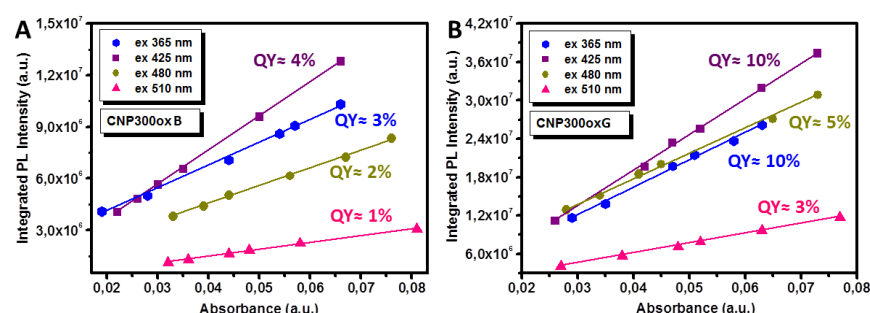 A
Integrated PL Intensity (a.u.)
1,5x10⁷
1,2x10⁷
9,0x10⁶
6,0x10⁶
3,0x10⁶
ex 365 nm
ex 425 nm
ex 480 nm
ex 510 nm
CNP300ox B
QY≈ 4%
QY≈ 3%
QY≈ 2%
QY≈ 1%
0,02 0,03 0,04 0,05 0,06 0,07 0,08
Absorbance (a.u.)
B
Integrated PL Intensity (a.u.)
4,2x10⁷
3,6x10⁷
3,0x10⁷
2,4x10⁷
1,8x10⁷
1,2x10⁷
6,0x10⁶
ex 365 nm
ex 425 nm
ex 480 nm
ex 510 nm
CNP300oxG
QY≈ 10%
QY≈ 5%
QY≈ 10%
QY≈ 3%
0,02 0,03 0,04 0,05 0,06 0,07 0,08
Absorbance (a.u.)